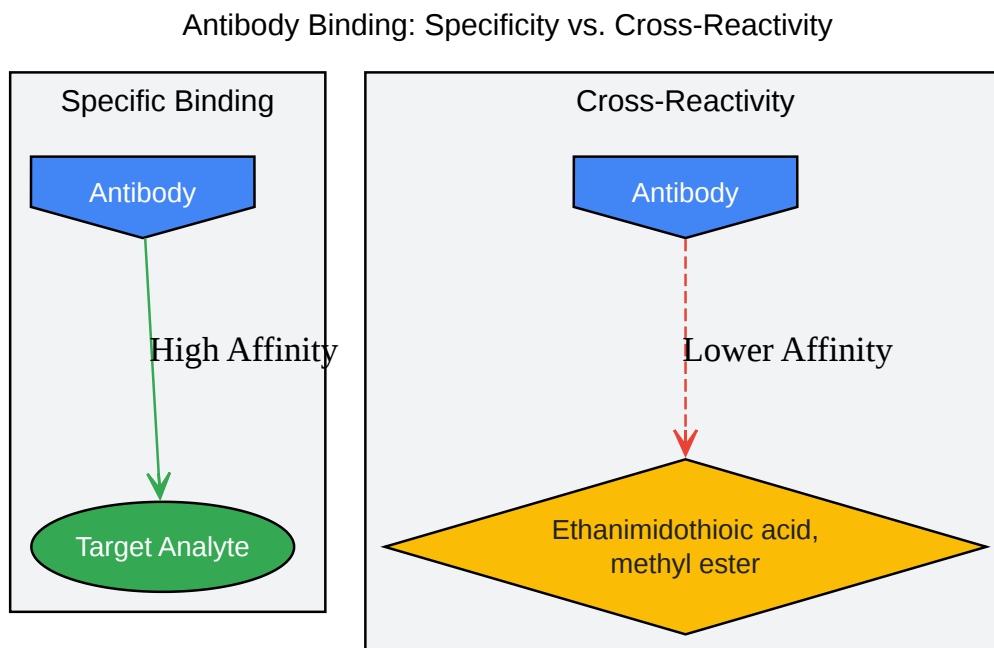 Antibody Binding: Specificity vs. Cross-Reactivity
Specific Binding
Antibody
High Affinity
Target Analyte
Cross-Reactivity
Antibody
Lower Affinity
Ethanimidothioic acid,
methyl ester